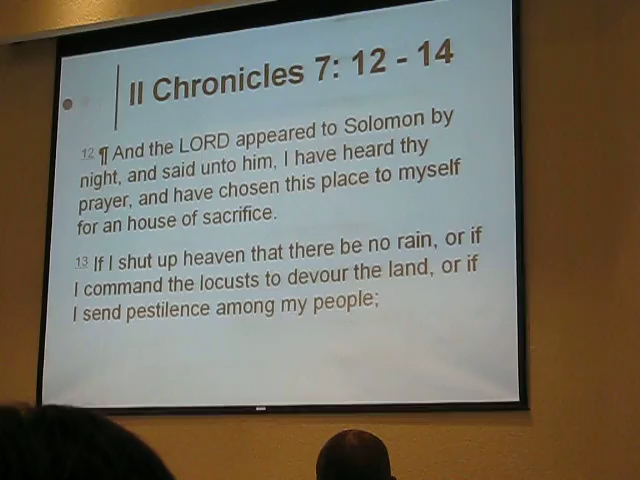 II Chronicles 7: 12 - 14
12 ¶ And the LORD appeared to Solomon by
night, and said unto him, I have heard thy
prayer, and have chosen this place to myself
for an house of sacrifice.
13 If I shut up heaven that there be no rain, or if
I command the locusts to devour the land, or if
I send pestilence among my people;